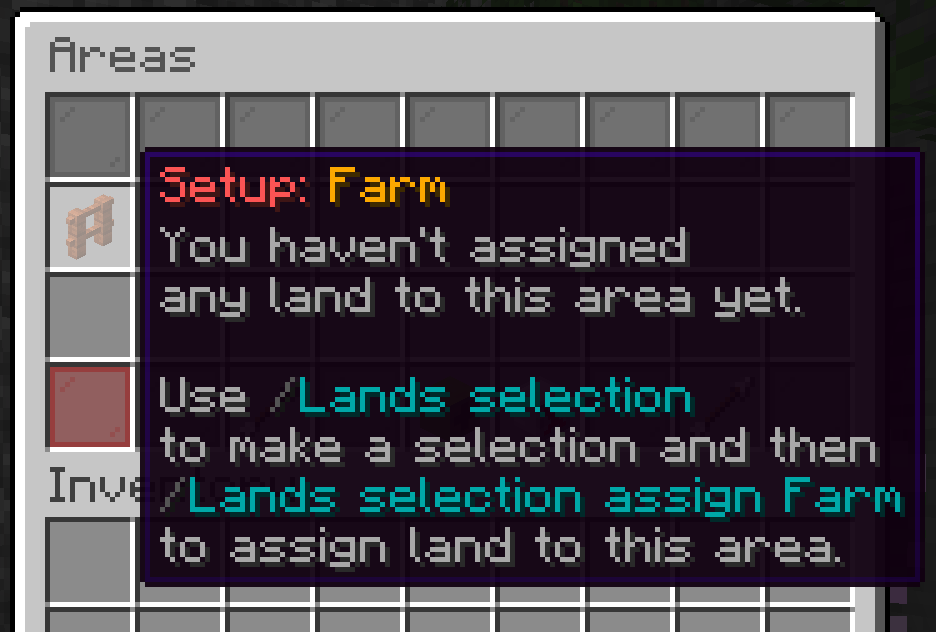 Areas
Setup: Farm
You haven't assigned
any land to this area yet.
Use /Lands selection
to make a selection and then
/Lands selection assign Farm
to assign land to this area.
Inventory